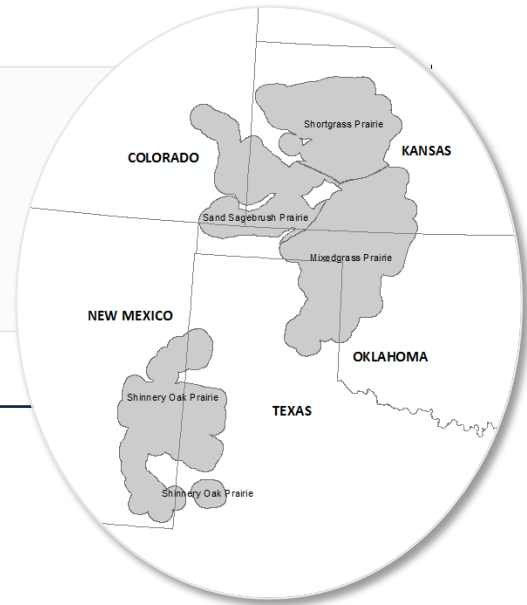 Shortgrass Prairie
COLORADO
KANSAS
Sand Sagebrush Prairie
Mixedgrass Prairie
NEW MEXICO
OKLAHOMA
Shinnery Oak Prairie
TEXAS
Shinnery Oak Prairie